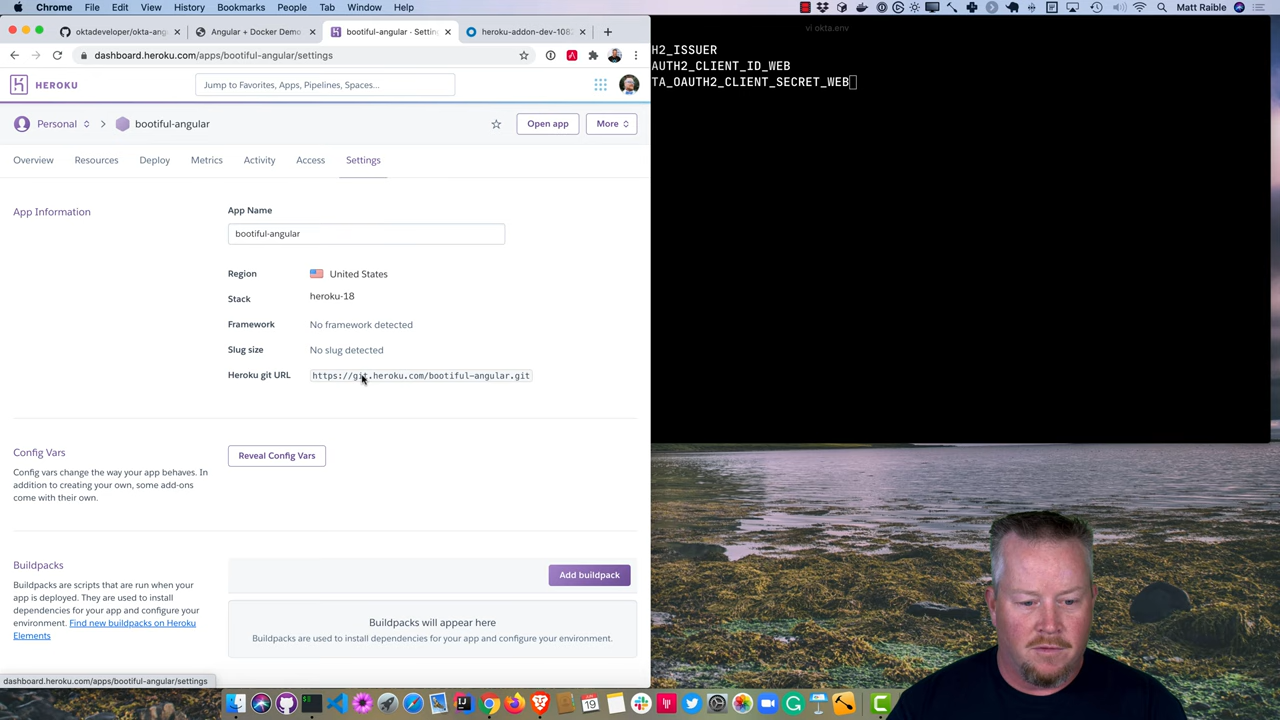 Chrome File Edit View History Bookmarks People Tab Window Help Matt Raible
oktadeveloper/okta-ang Angular + Docker Demo bootiful-angular · Settin heroku-addon-dev-108
dashboard.heroku.com/apps/bootiful-angular/settings
HEROKU Jump to Favorites, Apps, Pipelines, Spaces...
Personal bootiful-angular Open app More
Overview Resources Deploy Metrics Activity Access Settings
App Information
App Name
bootiful-angular
Region United States
Stack heroku-18
Framework No framework detected
Slug size No slug detected
Heroku git URL https://git.heroku.com/bootiful-angular.git
Config Vars
Config vars change the way your app behaves. In
addition to creating your own, some add-ons
come with their own.
Reveal Config Vars
Buildpacks
Buildpacks are scripts that are run when your
app is deployed. They are used to install
dependencies for your app and configure your
environment. Find new buildpacks on Heroku
Elements
Add buildpack
Buildpacks will appear here
Buildpacks are used to install dependencies for your app and configure your environment.
dashboard.heroku.com/apps/bootiful-angular/settings
vi okta.env
H2_ISSUER
AUTH2_CLIENT_ID_WEB
TA_OAUTH2_CLIENT_SECRET_WEB
19